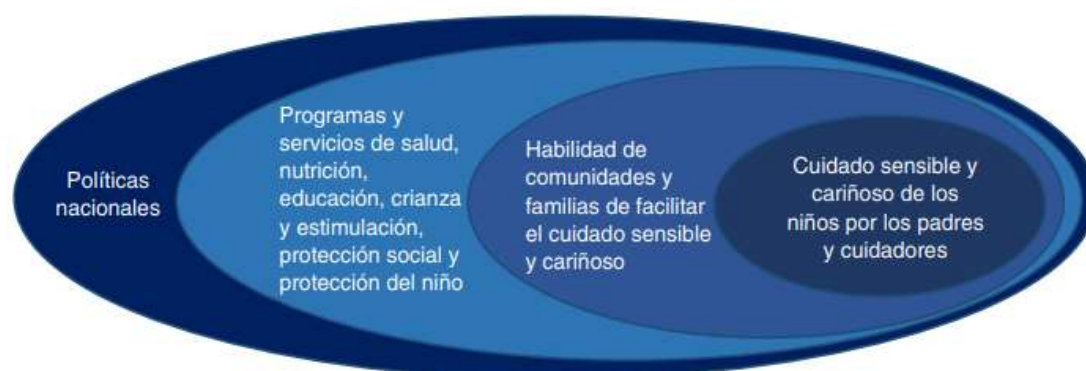 Políticas
nacionales
Programas y
servicios de salud,
nutrición,
educación, crianza
y estimulación,
protección social y
protección del niño
Habilidad de
comunidades y
familias de facilitar
el cuidado sensible
y cariñoso
Cuidado sensible y
cariñoso de los
niños por los padres
y cuidadores